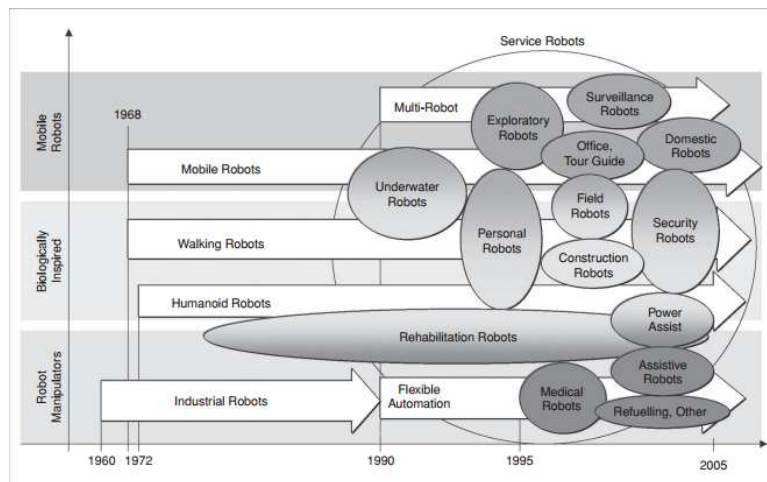 Service Robots
Mobile
Robots
1968
Multi-Robot
Exploratory
Robots
Surveillance
Robots
Office,
Tour Guide
Domestic
Robots
Mobile Robots
Underwater
Robots
Biologically
Inspired
Walking Robots
Personal
Robots
Field
Robots
Security
Robots
Construction
Robots
Humanoid Robots
Power
Assist
Rehabilitation Robots
Robot
Manipulators
Industrial Robots
Flexible
Automation
Medical
Robots
Assistive
Robots
Refuelling, Other
1960
1972
1990
1995
2005